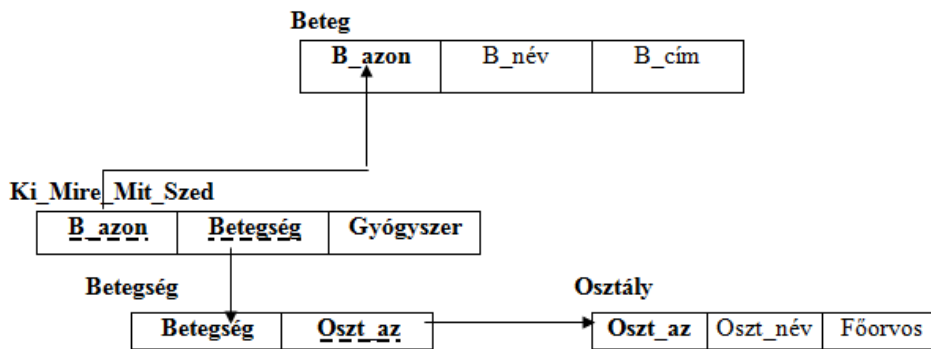 Beteg
B_azon B_név B_cím
Ki_Mire_Mit_Szed
B_azon Betegség Gyógyszer
Betegség Osztály
Betegség Oszt_az Oszt_az Oszt_név Főorvos